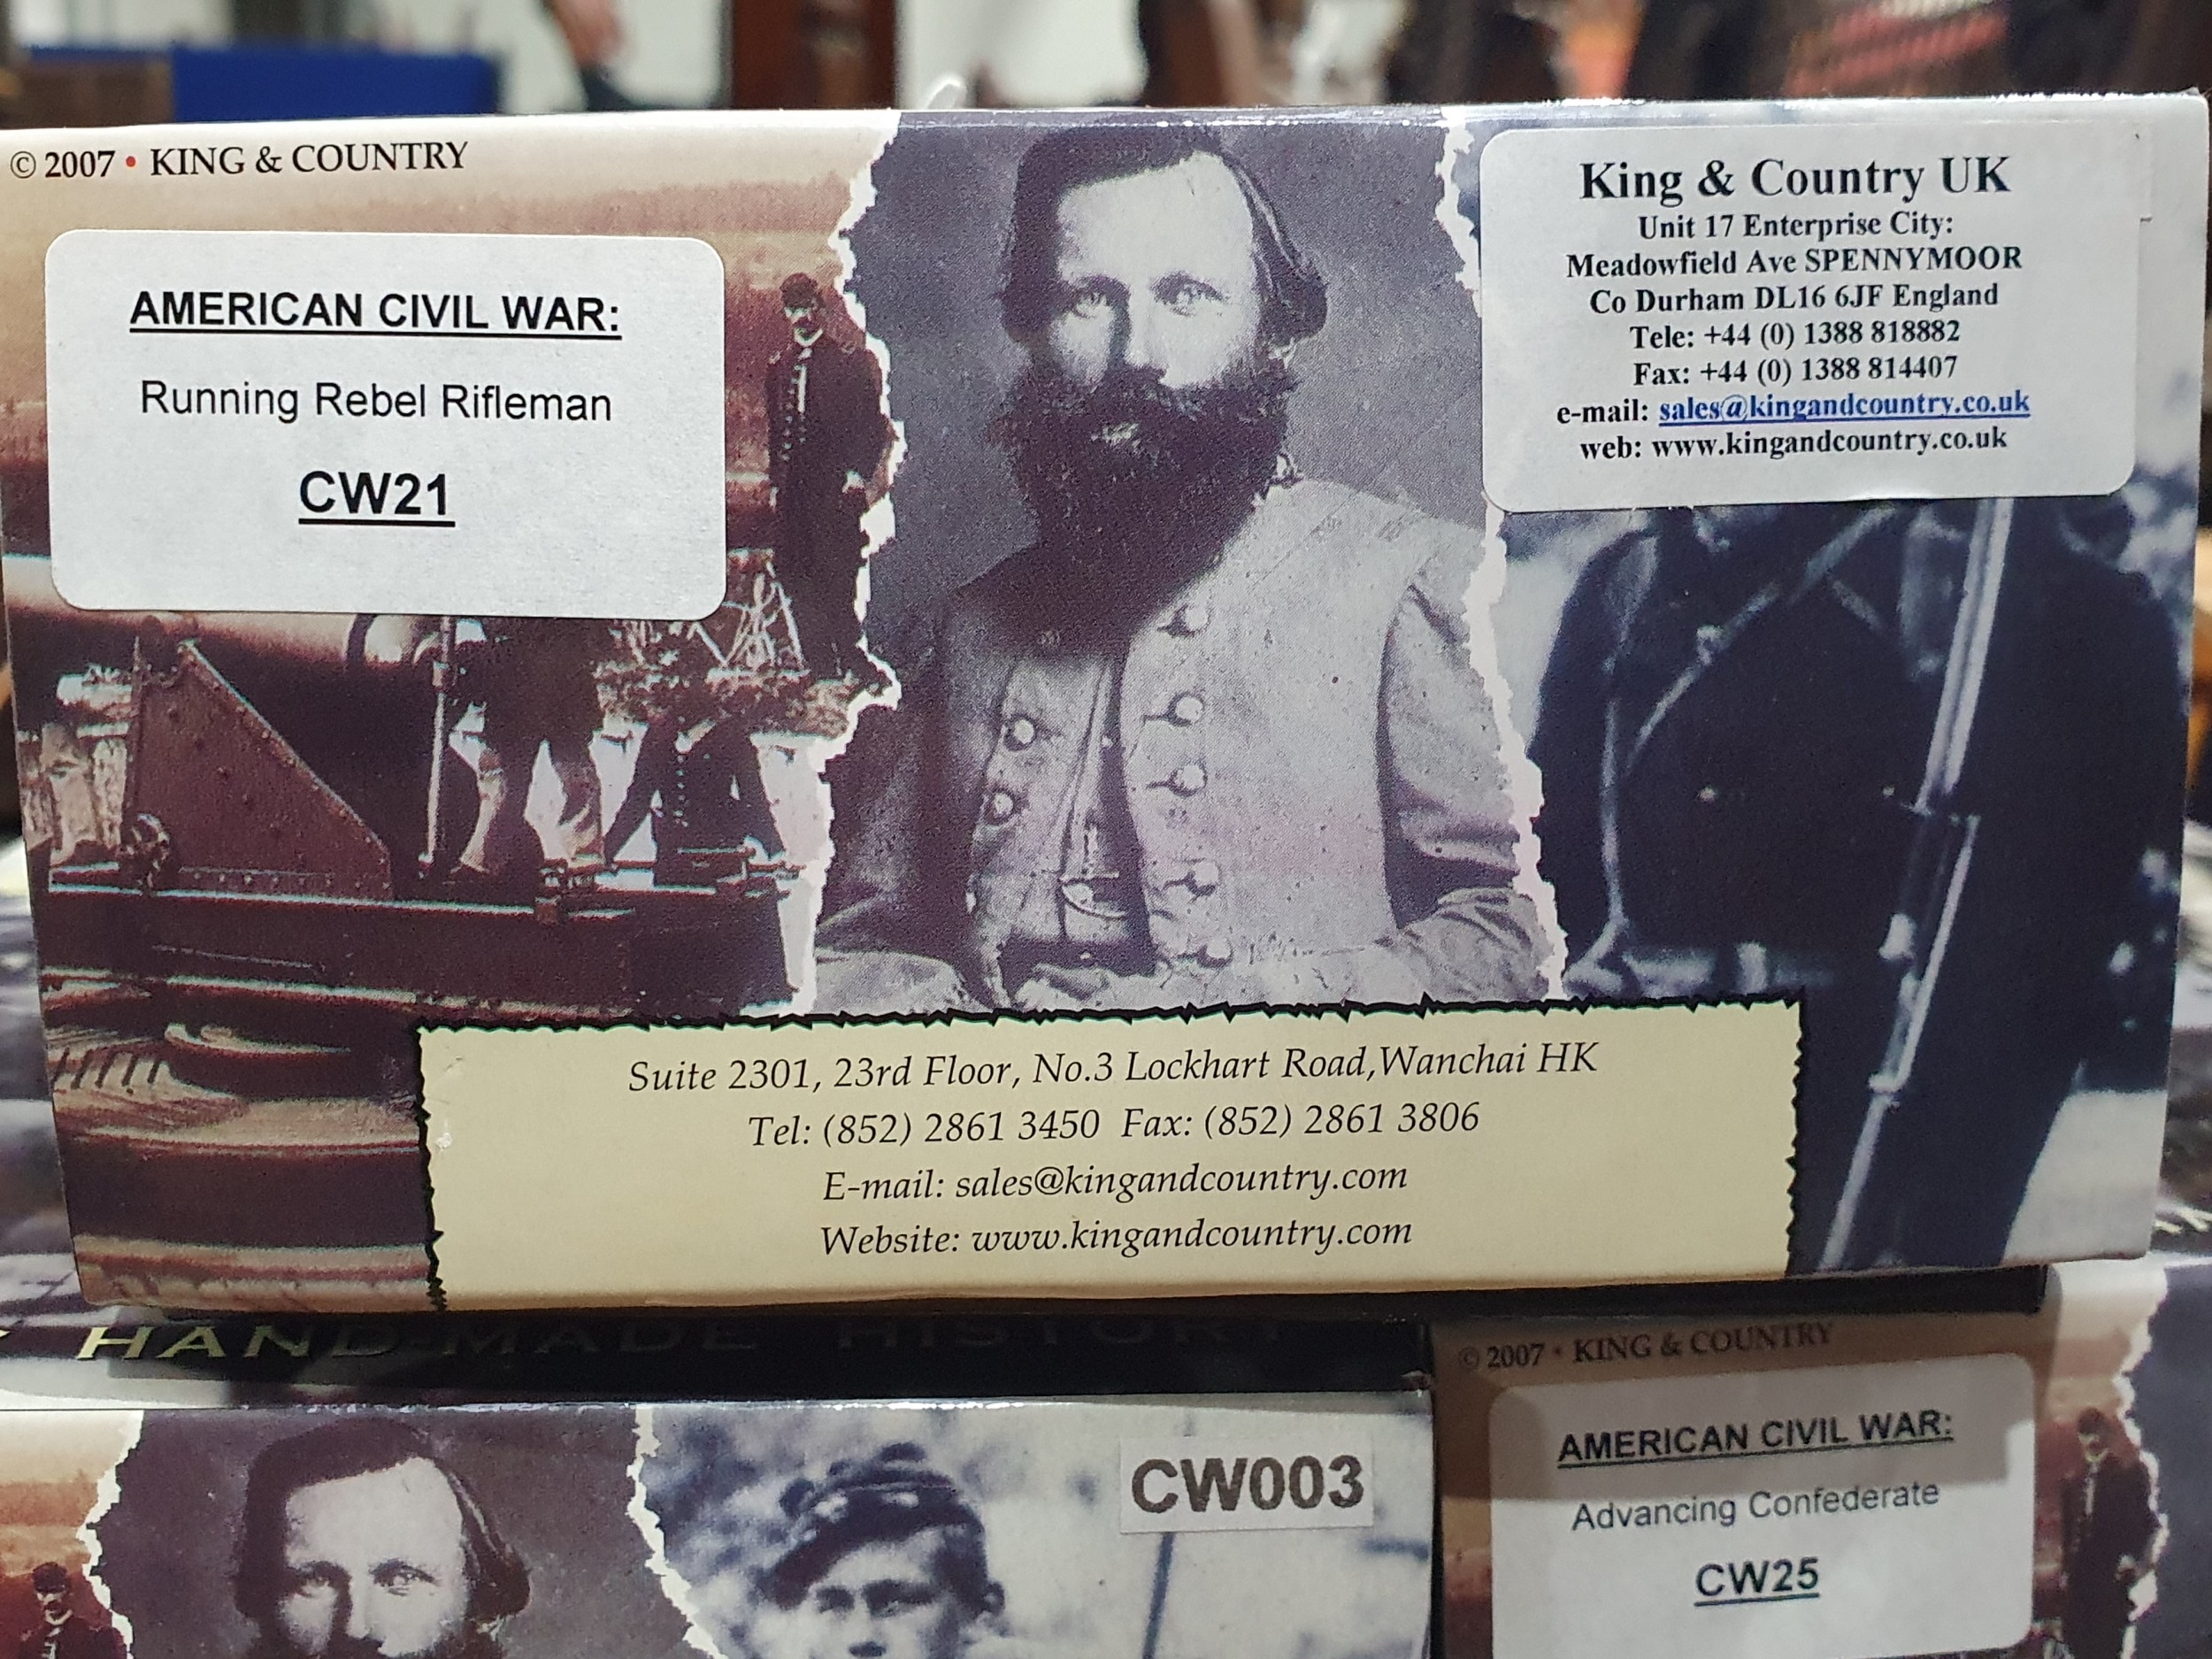 © 2007 • KING & COUNTRY
AMERICAN CIVIL WAR:
Running Rebel Rifleman
CW21
King & Country UK
Unit 17 Enterprise City:
Meadowfield Ave SPENNYMOOR
Co Durham DL16 6JF England
Tele: +44 (0) 1388 818882
Fax: +44 (0) 1388 814407
e-mail: sales@kingandcountry.co.uk
web: www.kingandcountry.co.uk
Suite 2301, 23rd Floor, No.3 Lockhart Road,Wanchai HK
Tel: (852) 2861 3450 Fax: (852) 2861 3806
E-mail: sales@kingandcountry.com
Website: www.kingandcountry.com
HAND-MADE HISTORY
CW003
© 2007 • KING & COUNTRY
AMERICAN CIVIL WAR:
Advancing Confederate
CW25